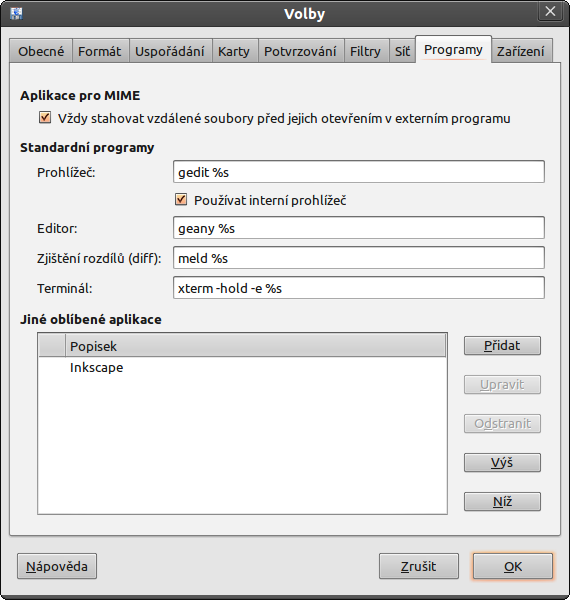 Volby
Obecné Formát Uspořádání Karty Potvrzování Filtry Síť Programy Zařízení
Aplikace pro MIME
Vždy stahovat vzdálené soubory před jejich otevřením v externím programu
Standardní programy
Prohlížeč: gedit %s
Používat interní prohlížeč
Editor: geany %s
Zjištění rozdílů (diff): meld %s
Terminál: xterm -hold -e %s
Jiné oblíbené aplikace
Popisek
Inkscape
Přidat
Upravit
Odstranit
Výš
Níž
Nápověda Zrušit OK